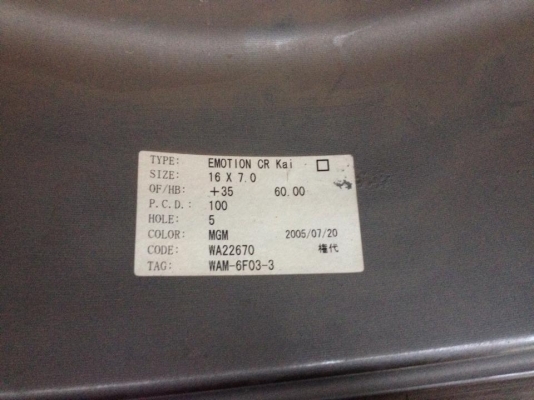 TYPE: EMOTION CR Kai □
SIZE: 16 X 7.0
OF/HB: +35 60.00
P.C.D.: 100
HOLE: 5
COLOR: MGM 2005/07/20
CODE: WA22670 権代
TAG: WAM-6F03-3